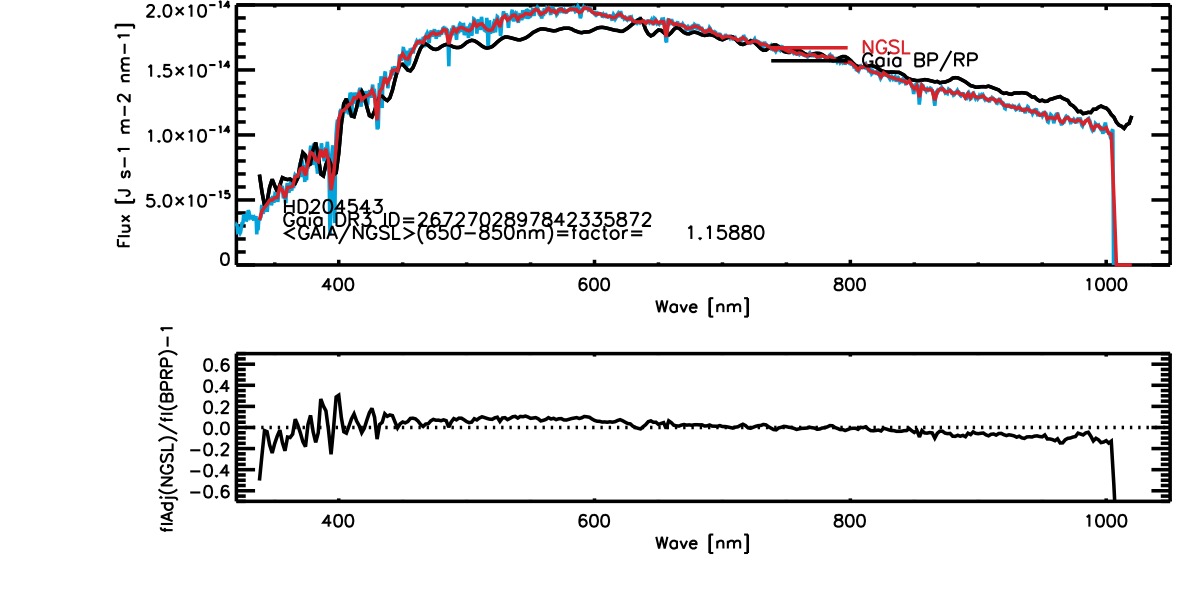 2.0×10−14
1.5×10−14
1.0×10−14
5.0×10−15
0
Flux [J s−1 m−2 nm−1]
NGSL
Gaia BP/RP
HD204543
Gaia DR3 ID=2672702897842335872
<GAIA/NGSL>(650−850nm)=factor= 1.15880
400 600 800 1000
Wave [nm]
0.6
0.4
0.2
0.0
−0.2
−0.4
−0.6
flAdj(NGSL)/fl(BPRP)−1
400 600 800 1000
Wave [nm]